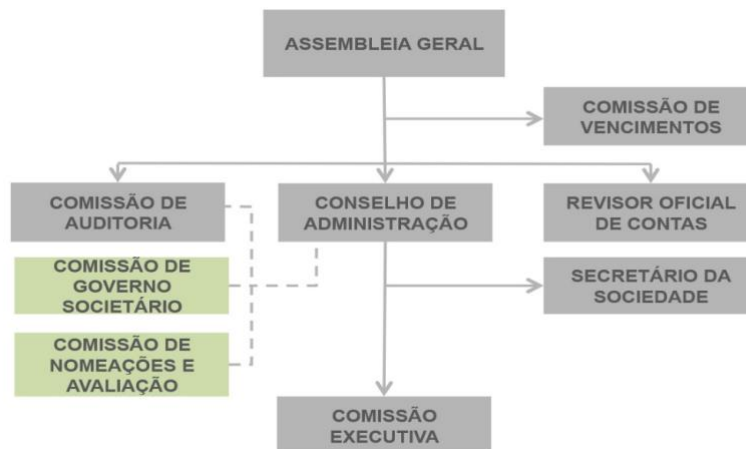 ASSEMBLEIA GERAL
COMISSÃO DE
VENCIMENTOS
COMISSÃO DE
AUDITORIA
CONSELHO DE
ADMINISTRAÇÃO
REVISOR OFICIAL
DE CONTAS
COMISSÃO DE
GOVERNO
SOCIETÁRIO
SECRETÁRIO DA
SOCIEDADE
COMISSÃO DE
NOMEAÇÕES E
AVALIAÇÃO
COMISSÃO
EXECUTIVA